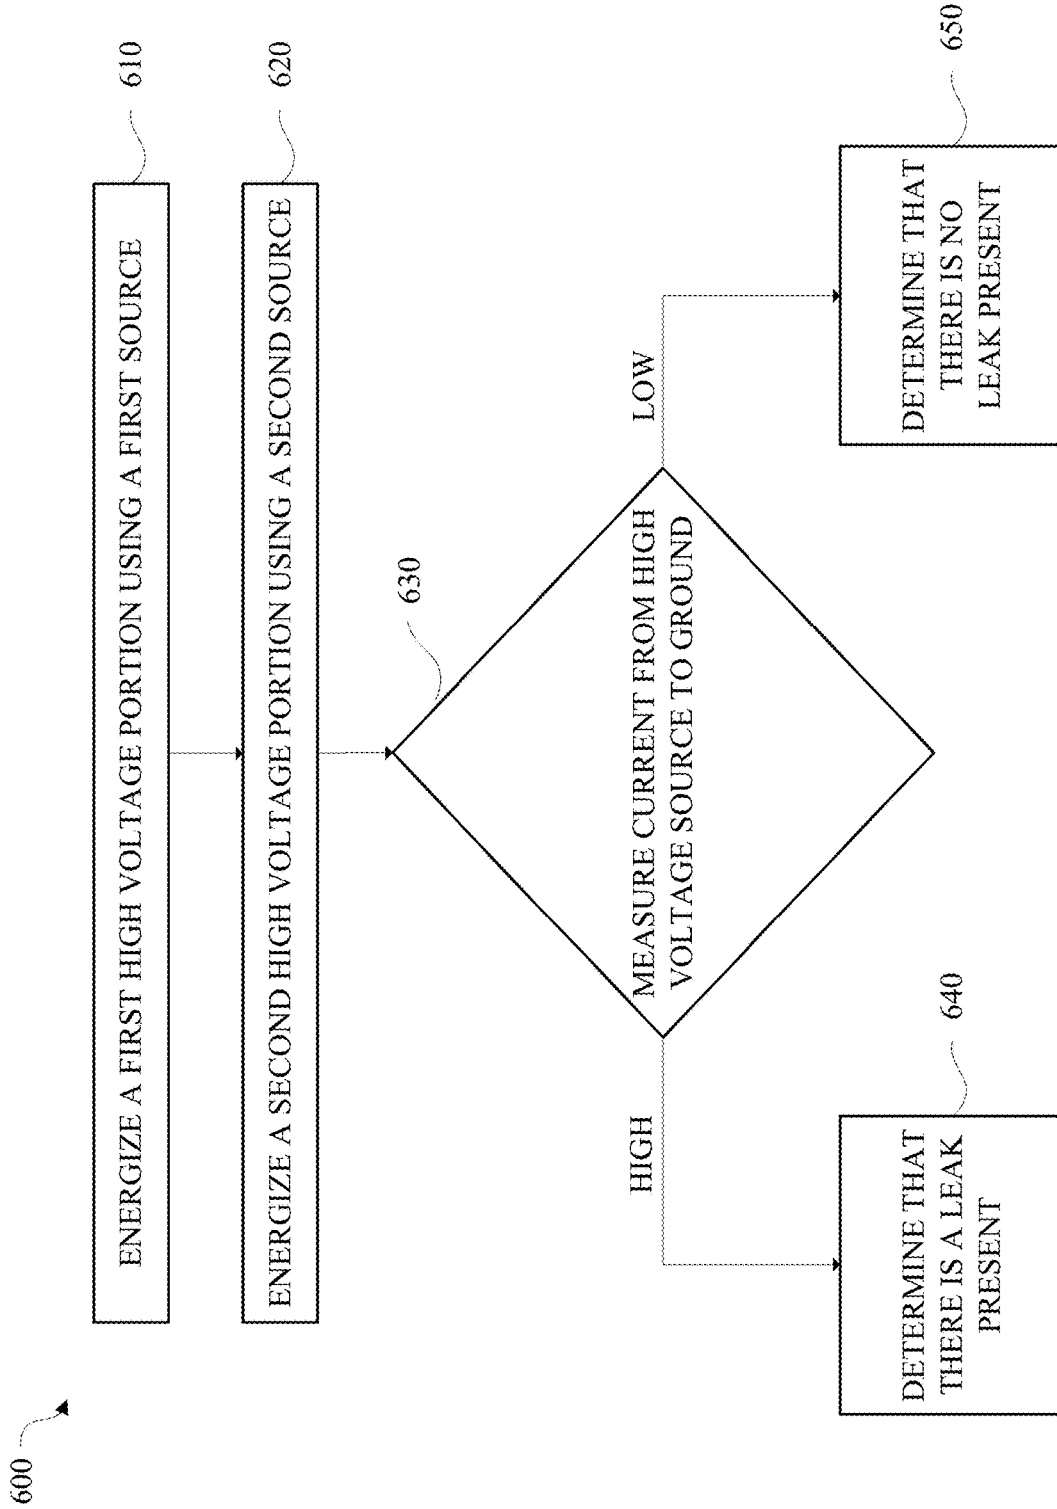 600
ENERGIZE A FIRST HIGH VOLTAGE PORTION USING A FIRST SOURCE
610
ENERGIZE A SECOND HIGH VOLTAGE PORTION USING A SECOND SOURCE
620
630
MEASURE CURRENT FROM HIGH
VOLTAGE SOURCE TO GROUND
HIGH
LOW
DETERMINE THAT
THERE IS A LEAK
PRESENT
640
DETERMINE THAT
THERE IS NO
LEAK PRESENT
650